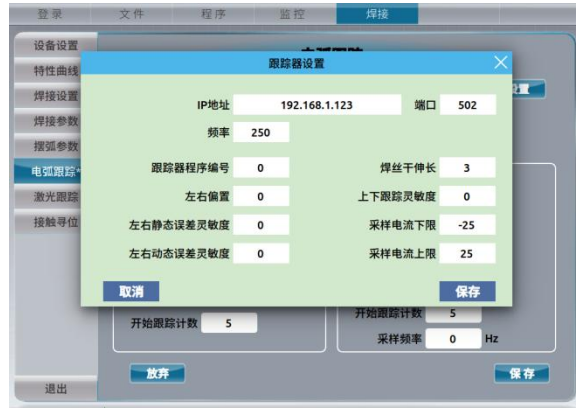 登录 文件 程序 监控 焊接
设备设置
特性曲线
焊接设置
焊接参数
摆弧参数
电弧跟踪*
激光跟踪
接触寻位
退出
跟踪器设置
IP地址 192.168.1.123 端口 502
频率 250
跟踪器程序编号 0 焊丝干伸长 3
左右偏置 0 上下跟踪灵敏度 0
左右静态误差灵敏度 0 采样电流下限 -25
左右动态误差灵敏度 0 采样电流上限 25
取消 保存
开始跟踪计数 5 开始跟踪计数 5
采样频率 0 Hz
放弃 保存